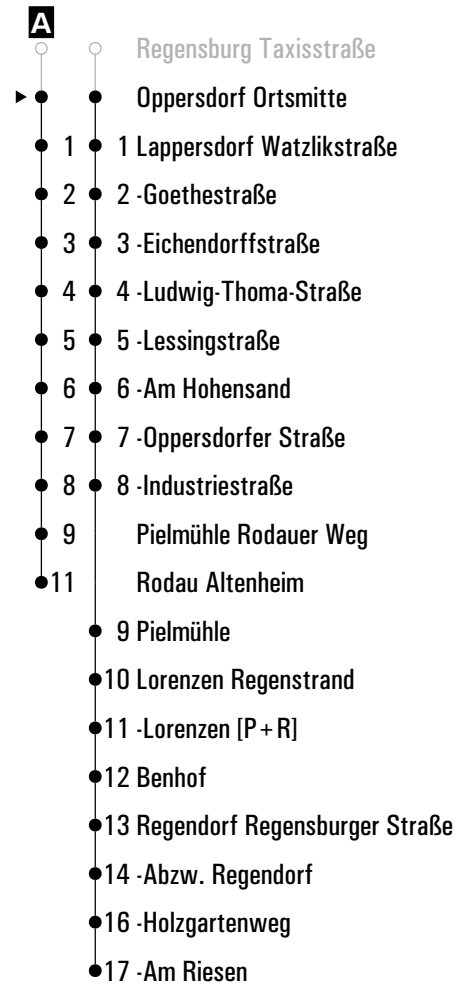 A
Regensburg Taxisstraße
Oppersdorf Ortsmitte
1 1 Lappersdorf Watzlikstraße
2 2 -Goethestraße
3 3 -Eichendorffstraße
4 4 -Ludwig-Thoma-Straße
5 5 -Lessingstraße
6 6 -Am Hohensand
7 7 -Oppersdorfer Straße
8 8 -Industriestraße
9 Pielmühle Rodauer Weg
11 Rodau Altenheim
9 Pielmühle
10 Lorenzen Regenstrand
11 -Lorenzen [P+R]
12 Benhof
13 Regendorf Regensburger Straße
14 -Abzw. Regendorf
16 -Holzgartenweg
17 -Am Riesen